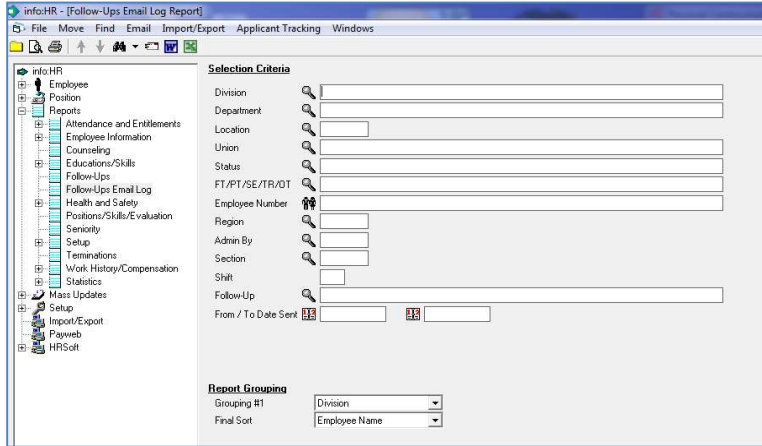 info:HR - [Follow-Ups Email Log Report]
File Move Find Email Import/Export Applicant Tracking Windows
info:HR
Employee
Position
Reports
Attendance and Entitlements
Employee Information
Counseling
Educations/Skills
Follow-Ups
Follow-Ups Email Log
Health and Safety
Positions/Skills/Evaluation
Seniority
Setup
Terminations
Work History/Compensation
Statistics
Mass Updates
Setup
Import/Export
Payweb
HRSoft
Selection Criteria
Division
Department
Location
Union
Status
FT/PT/SE/TR/OT
Employee Number
Region
Admin By
Section
Shift
Follow-Up
From / To Date Sent
Report Grouping
Grouping #1 Division
Final Sort Employee Name